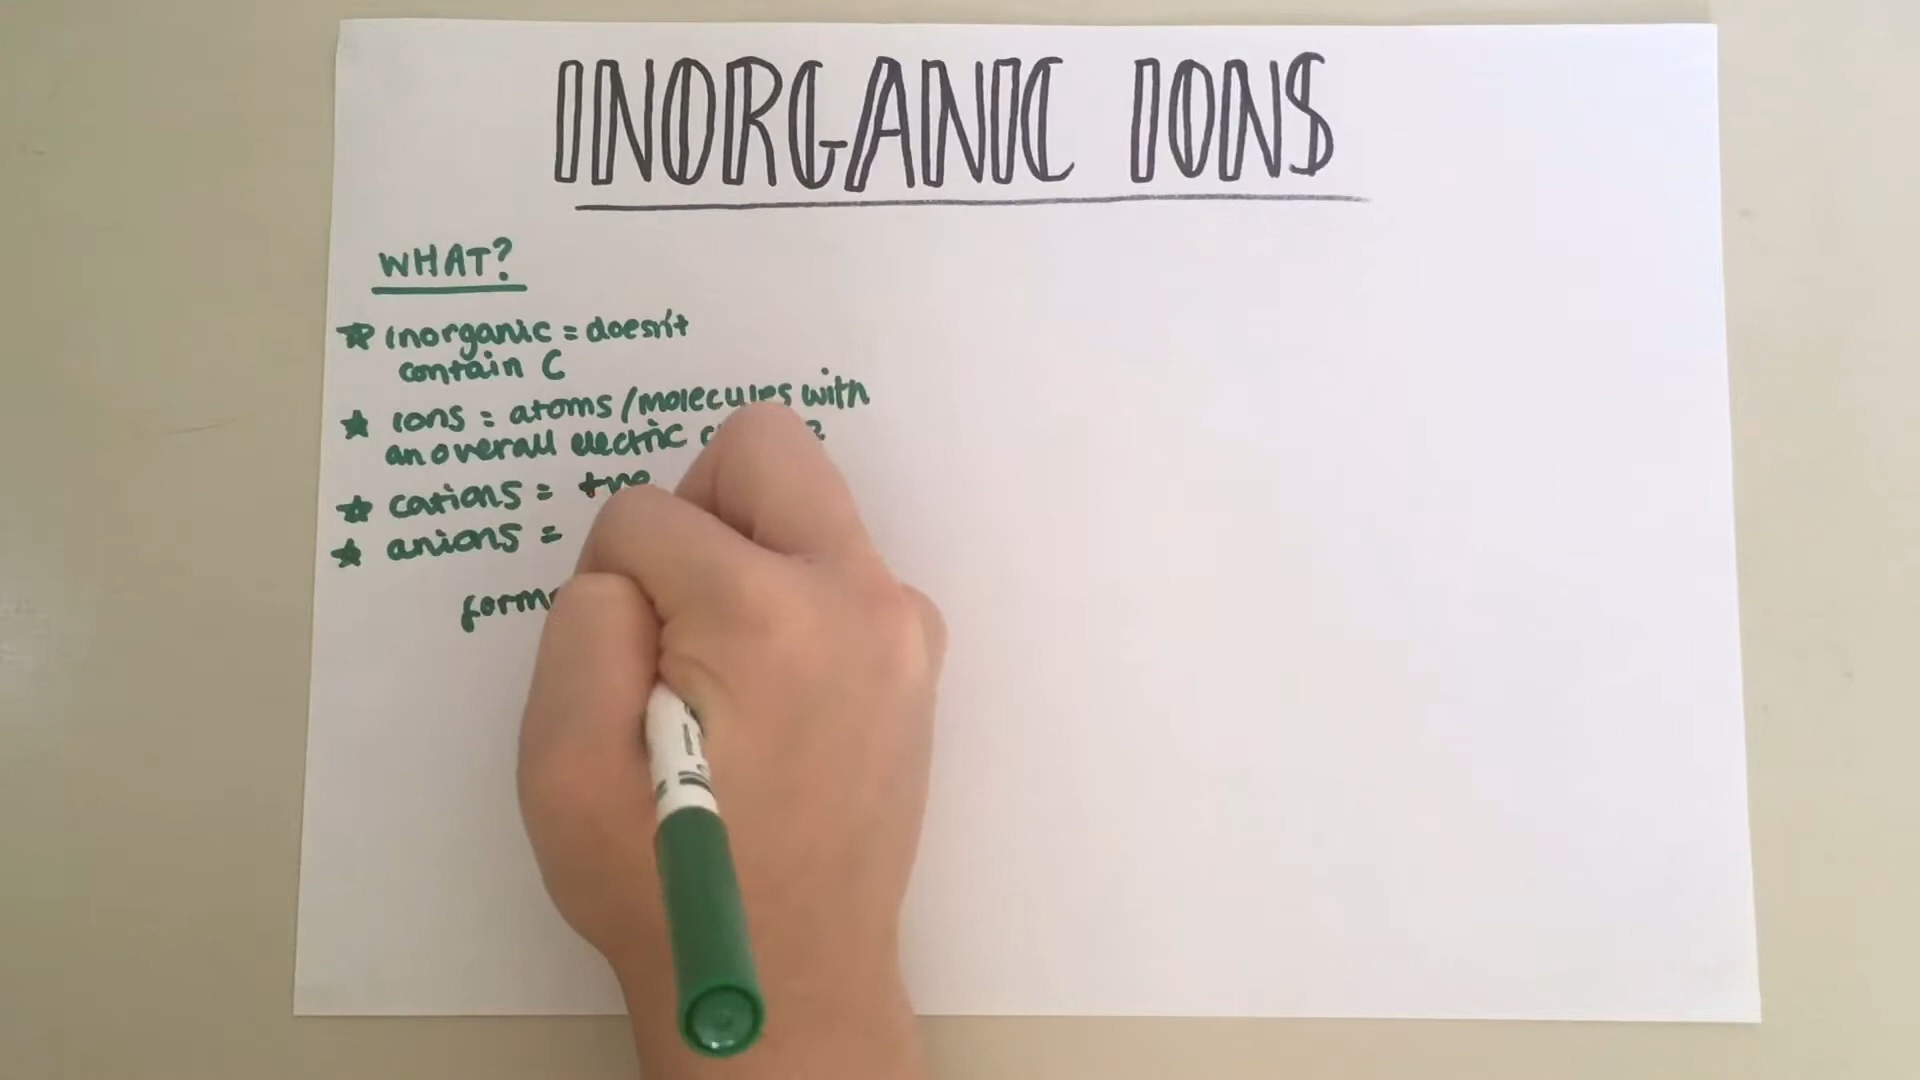 INORGANIC IONS
WHAT?
★ inorganic = doesn't
contain C
★ ions = atoms/molecules with
an overall electric
★ cations = +ve
★ anions =